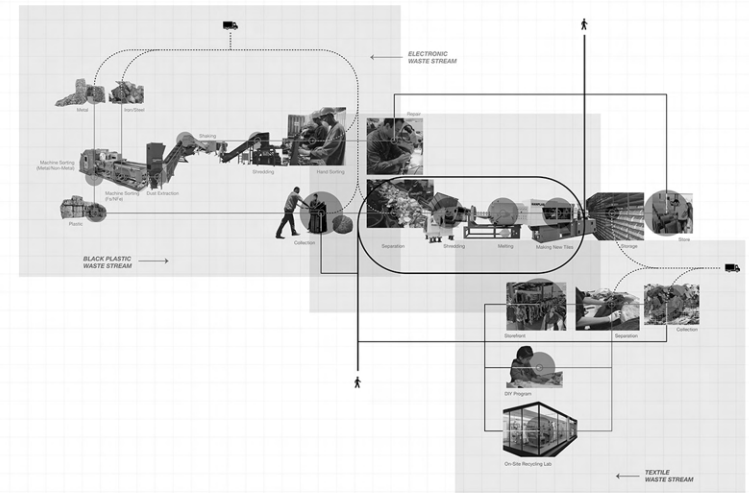 ELECTRONIC
WASTE STREAM
Metal
Iron/Steel
Repair
Shaking
Machine Sorting
(Metal/Non-Metal)
Machine Sorting
(Fe/NFe)
Dust Extraction
Shredding
Hand Sorting
Plastic
Collection
Separation
Shredding
Melting
Making New Tiles
Storage
Store
BLACK PLASTIC
WASTE STREAM
Storefront
Separation
Collection
DIY Program
On-Site Recycling Lab
TEXTILE
WASTE STREAM